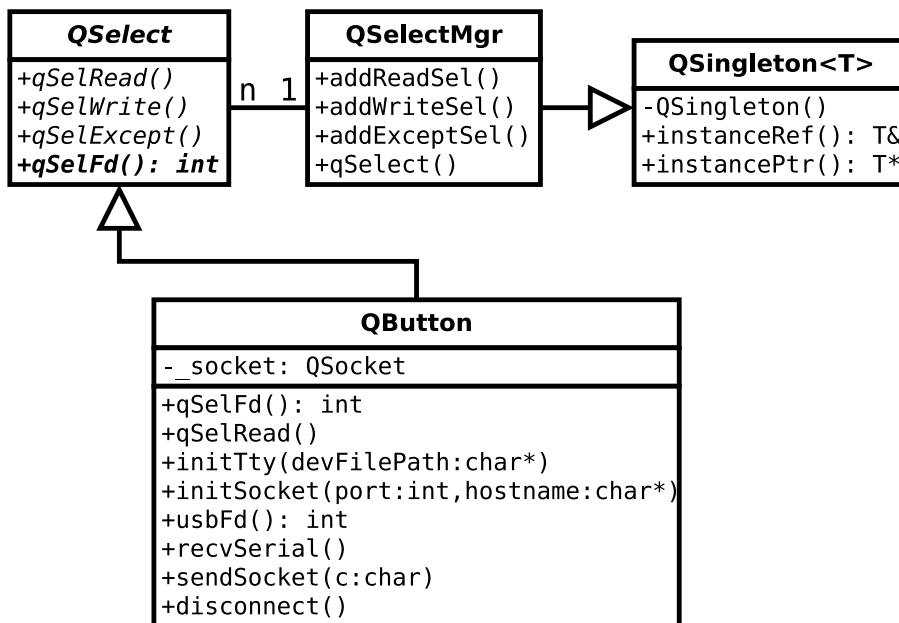 QSelect
+qSelRead()
+qSelWrite()
+qSelExcept()
+qSelFd(): int
n 1
QSelectMgr
+addReadSel()
+addWriteSel()
+addExceptSel()
+qSelect()
QSingleton<T>
-QSingleton()
+instanceRef(): T&
+instancePtr(): T*
QButton
-_socket: QSocket
+qSelFd(): int
+qSelRead()
+initTty(devFilePath:char*)
+initSocket(port:int,hostname:char*)
+usbFd(): int
+recvSerial()
+sendSocket(c:char)
+disconnect()